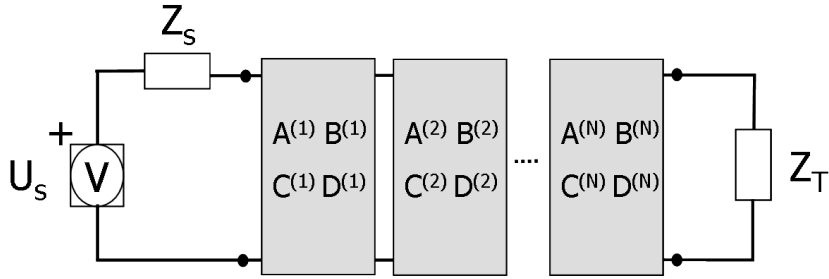 Z_S
+
U_S
V
A^(1) B^(1)
C^(1) D^(1)
A^(2) B^(2)
C^(2) D^(2)
....
A^(N) B^(N)
C^(N) D^(N)
Z_T